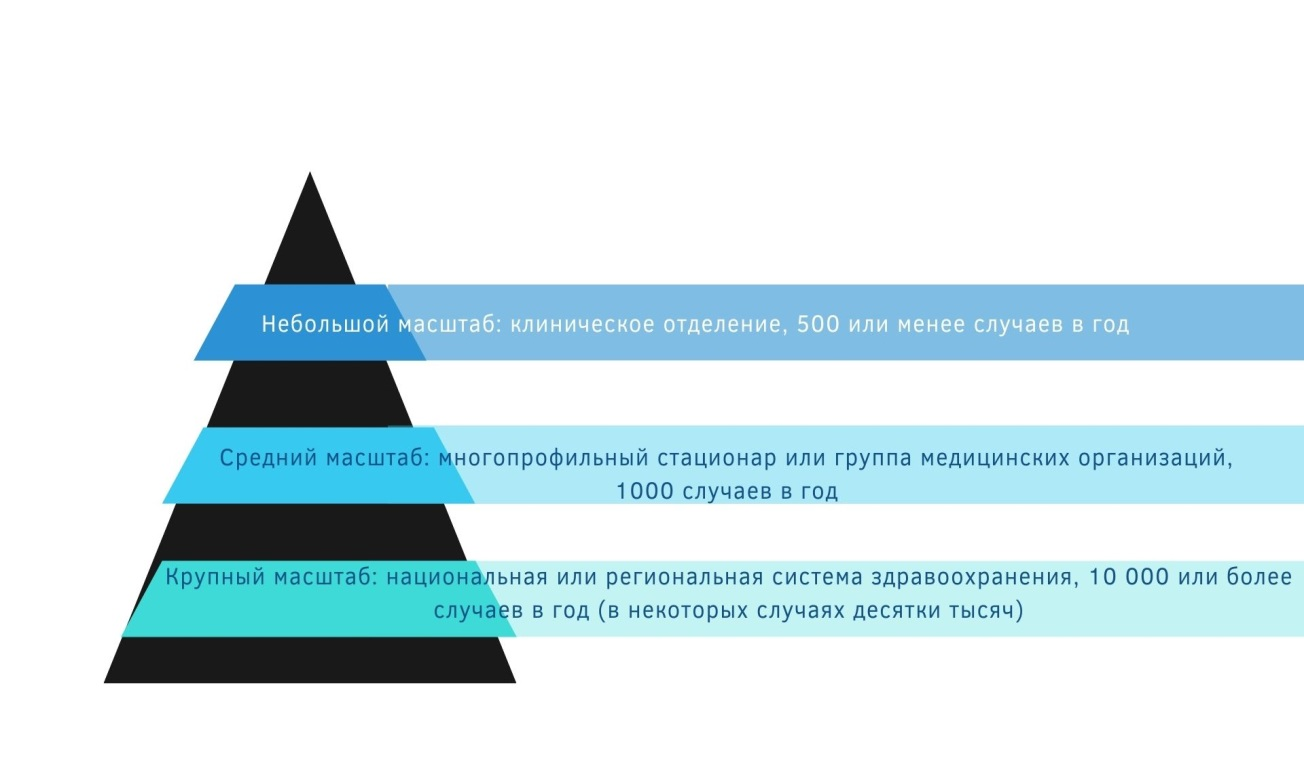 Небольшой масштаб: клиническое отделение, 500 или менее случаев в год
Средний масштаб: многопрофильный стационар или группа медицинских организаций,
1000 случаев в год
Крупный масштаб: национальная или региональная система здравоохранения, 10 000 или более
случаев в год (в некоторых случаях десятки тысяч)